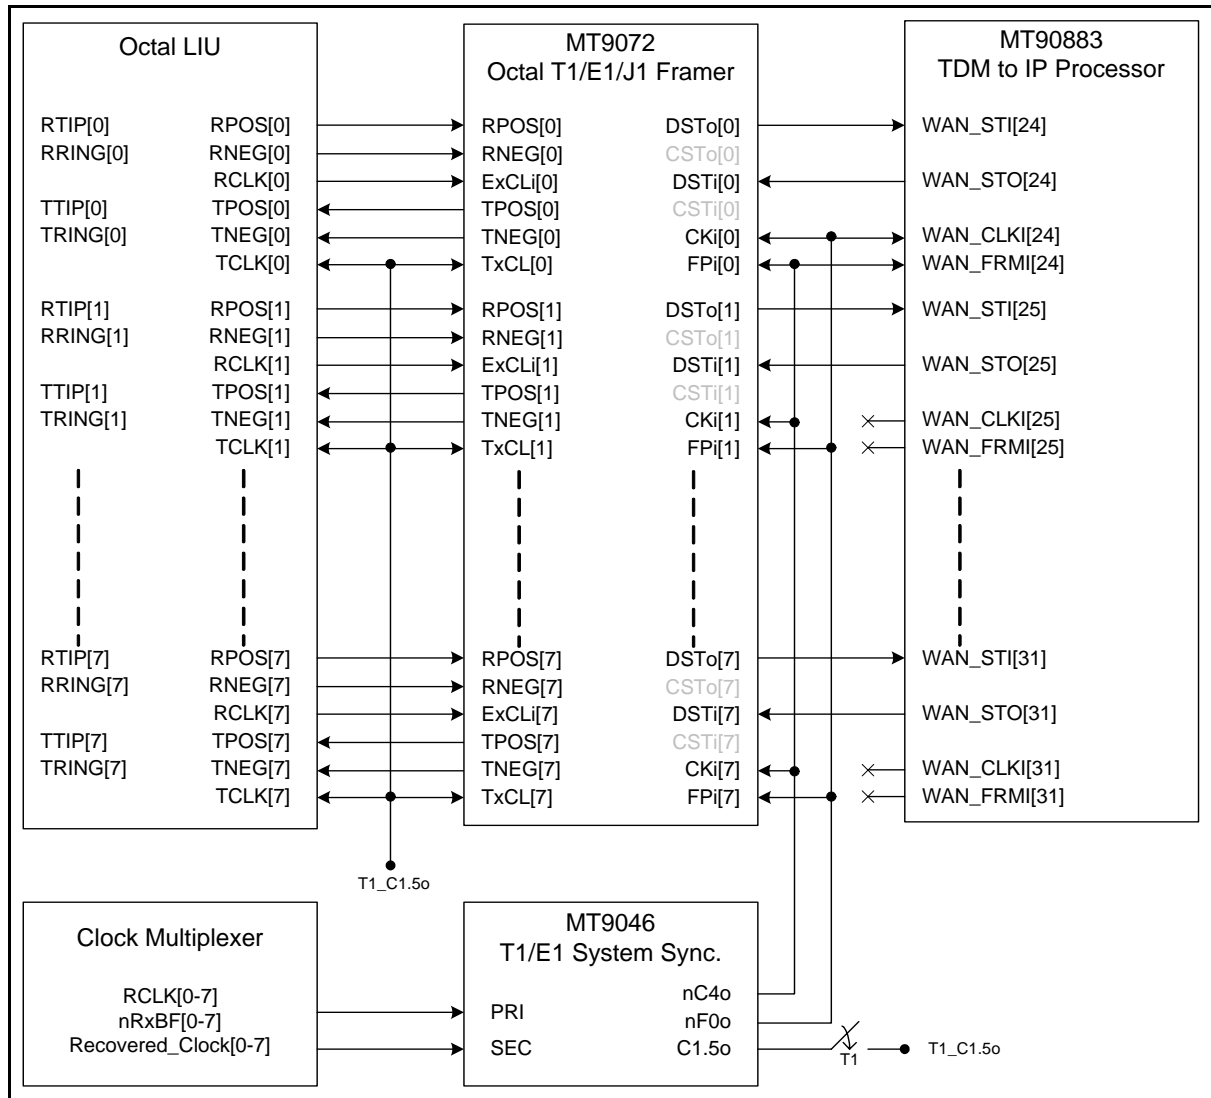 Octal LIU
RTIP[0] RPOS[0]
RRING[0] RNEG[0]
RCLK[0]
TTIP[0] TPOS[0]
TRING[0] TNEG[0]
TCLK[0]
RTIP[1] RPOS[1]
RRING[1] RNEG[1]
RCLK[1]
TTIP[1] TPOS[1]
TRING[1] TNEG[1]
TCLK[1]
RTIP[7] RPOS[7]
RRING[7] RNEG[7]
RCLK[7]
TTIP[7] TPOS[7]
TRING[7] TNEG[7]
TCLK[7]
MT9072
Octal T1/E1/J1 Framer
RPOS[0] DSTo[0]
RNEG[0] CSTo[0]
ExCLi[0] DSTi[0]
TPOS[0] CSTi[0]
TNEG[0] CKi[0]
TxCL[0] FPi[0]
RPOS[1] DSTo[1]
RNEG[1] CSTo[1]
ExCLi[1] DSTi[1]
TPOS[1] CSTi[1]
TNEG[1] CKi[1]
TxCL[1] FPi[1]
RPOS[7] DSTo[7]
RNEG[7] CSTo[7]
ExCLi[7] DSTi[7]
TPOS[7] CSTi[7]
TNEG[7] CKi[7]
TxCL[7] FPi[7]
MT90883
TDM to IP Processor
WAN_STI[24]
WAN_STO[24]
WAN_CLKI[24]
WAN_FRMI[24]
WAN_STI[25]
WAN_STO[25]
WAN_CLKI[25]
WAN_FRMI[25]
WAN_STI[31]
WAN_STO[31]
WAN_CLKI[31]
WAN_FRMI[31]
T1_C1.5o
Clock Multiplexer
RCLK[0-7]
nRxBF[0-7]
Recovered_Clock[0-7]
MT9046
T1/E1 System Sync.
nC4o
PRI
nF0o
SEC C1.5o
T1
T1_C1.5o